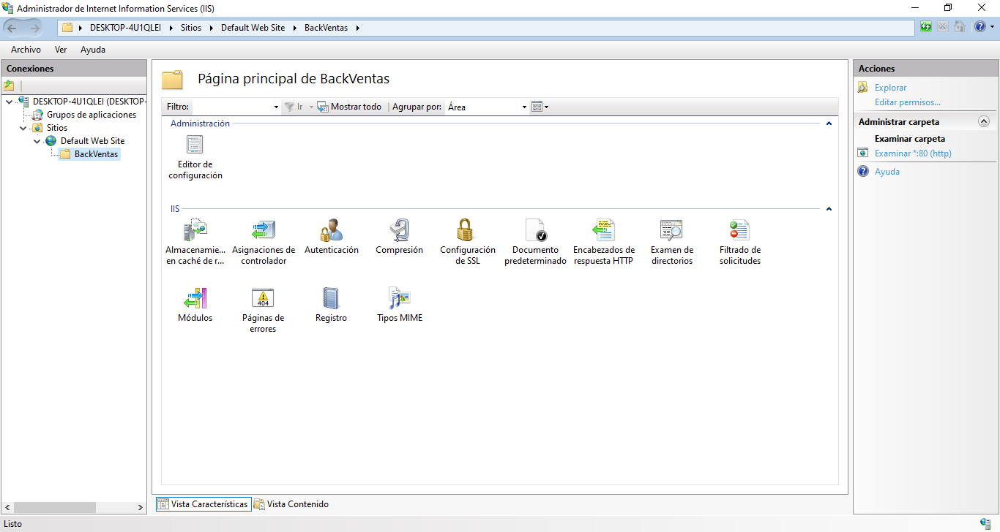 Administrador de Internet Information Services (IIS)
DESKTOP-4U1QLEI Sitios Default Web Site BackVentas
Archivo Ver Ayuda
Conexiones
DESKTOP-4U1QLEI (DESKTOP-
Grupos de aplicaciones
Sitios
Default Web Site
BackVentas
Página principal de BackVentas
Filtro: Ir Mostrar todo Agrupar por: Área
Administración
Editor de
configuración
IIS
Almacenamie...
en caché de r...
Asignaciones de
controlador
Autenticación
Compresión
Configuración
de SSL
Documento
predeterminado
Encabezados de
respuesta HTTP
Examen de
directorios
Filtrado de
solicitudes
Módulos
404
Páginas de
errores
Registro
Tipos MIME
Vista Características Vista Contenido
Acciones
Explorar
Editar permisos...
Administrar carpeta
Examinar carpeta
Examinar *:80 (http)
Ayuda
Listo